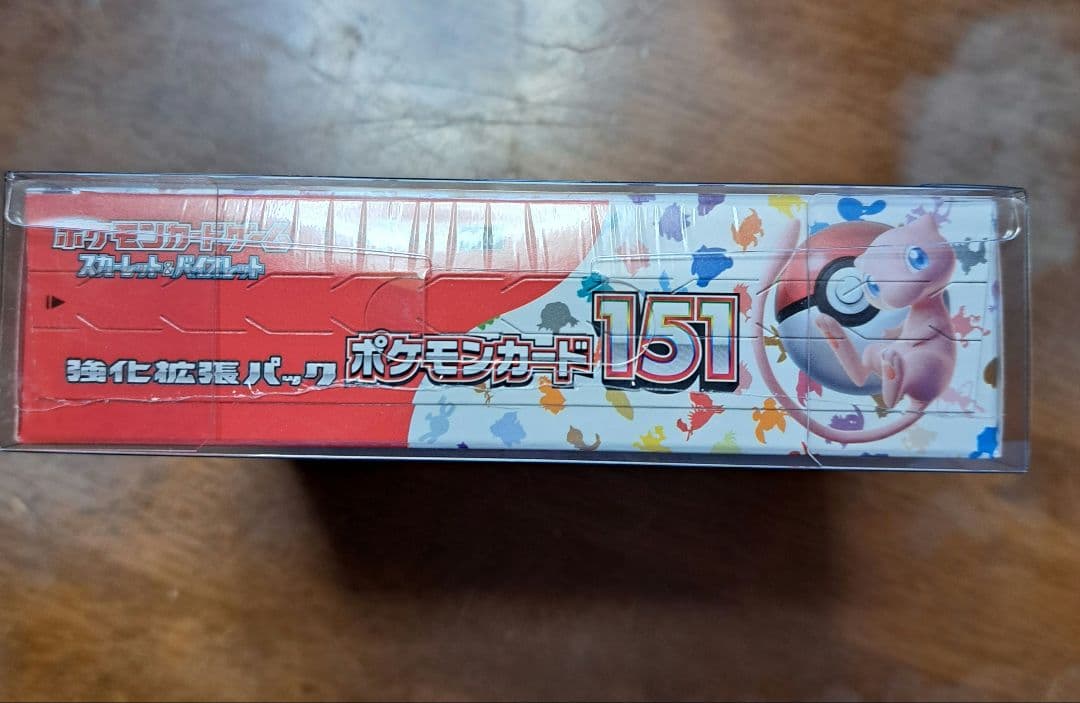 ポケモンカードゲーム
スカーレット&バイオレット
強化拡張パック ポケモンカード151